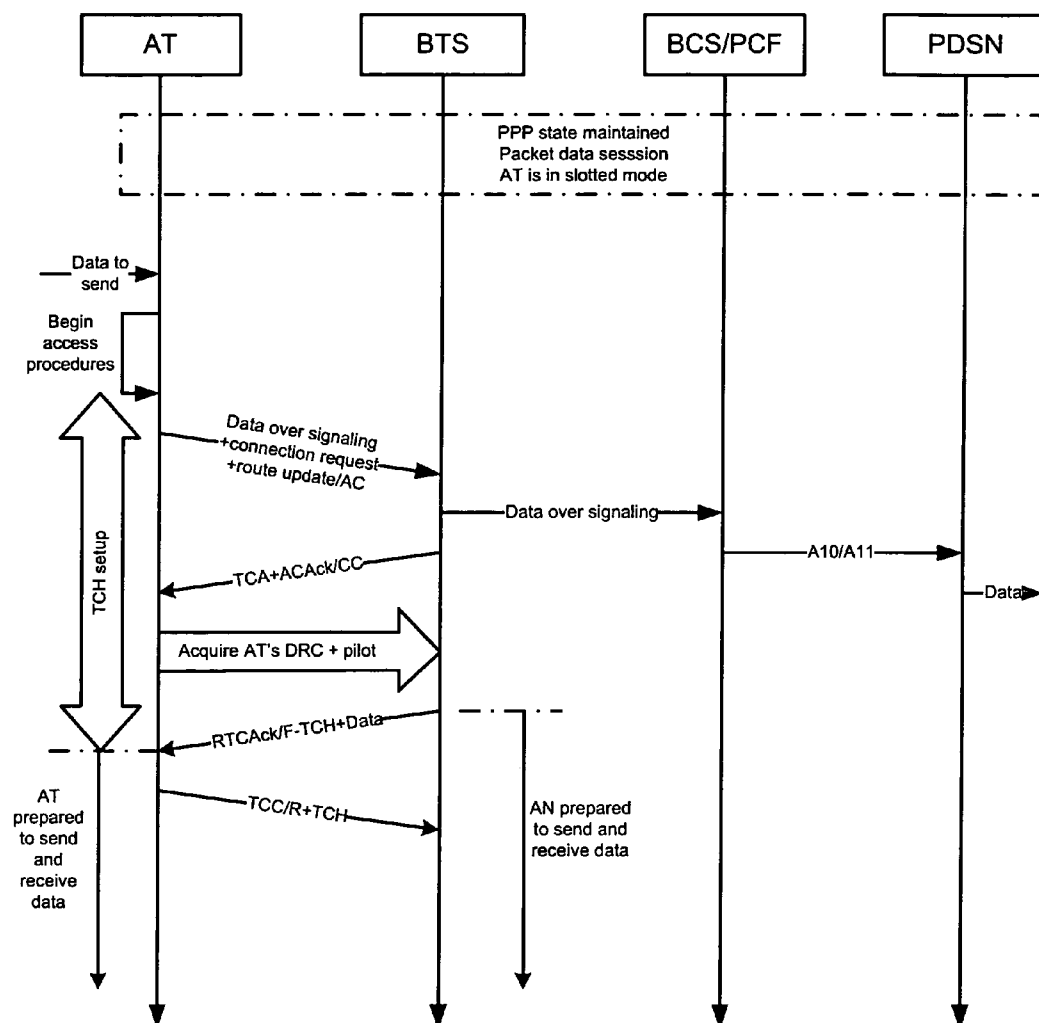 AT
BTS
BCS/PCF
PDSN
PPP state maintained
Packet data sesssion
AT is in slotted mode
Data to
send
Begin
access
procedures
Data over signaling
+connection request
+route update/AC
Data over signaling
A10/A11
TCA+ACAck/CC
Data
TCH setup
Acquire AT's DRC + pilot
RTCAck/F-TCH+Data
AT
prepared
to send
and
receive
data
TCC/R+TCH
AN prepared
to send and
receive data